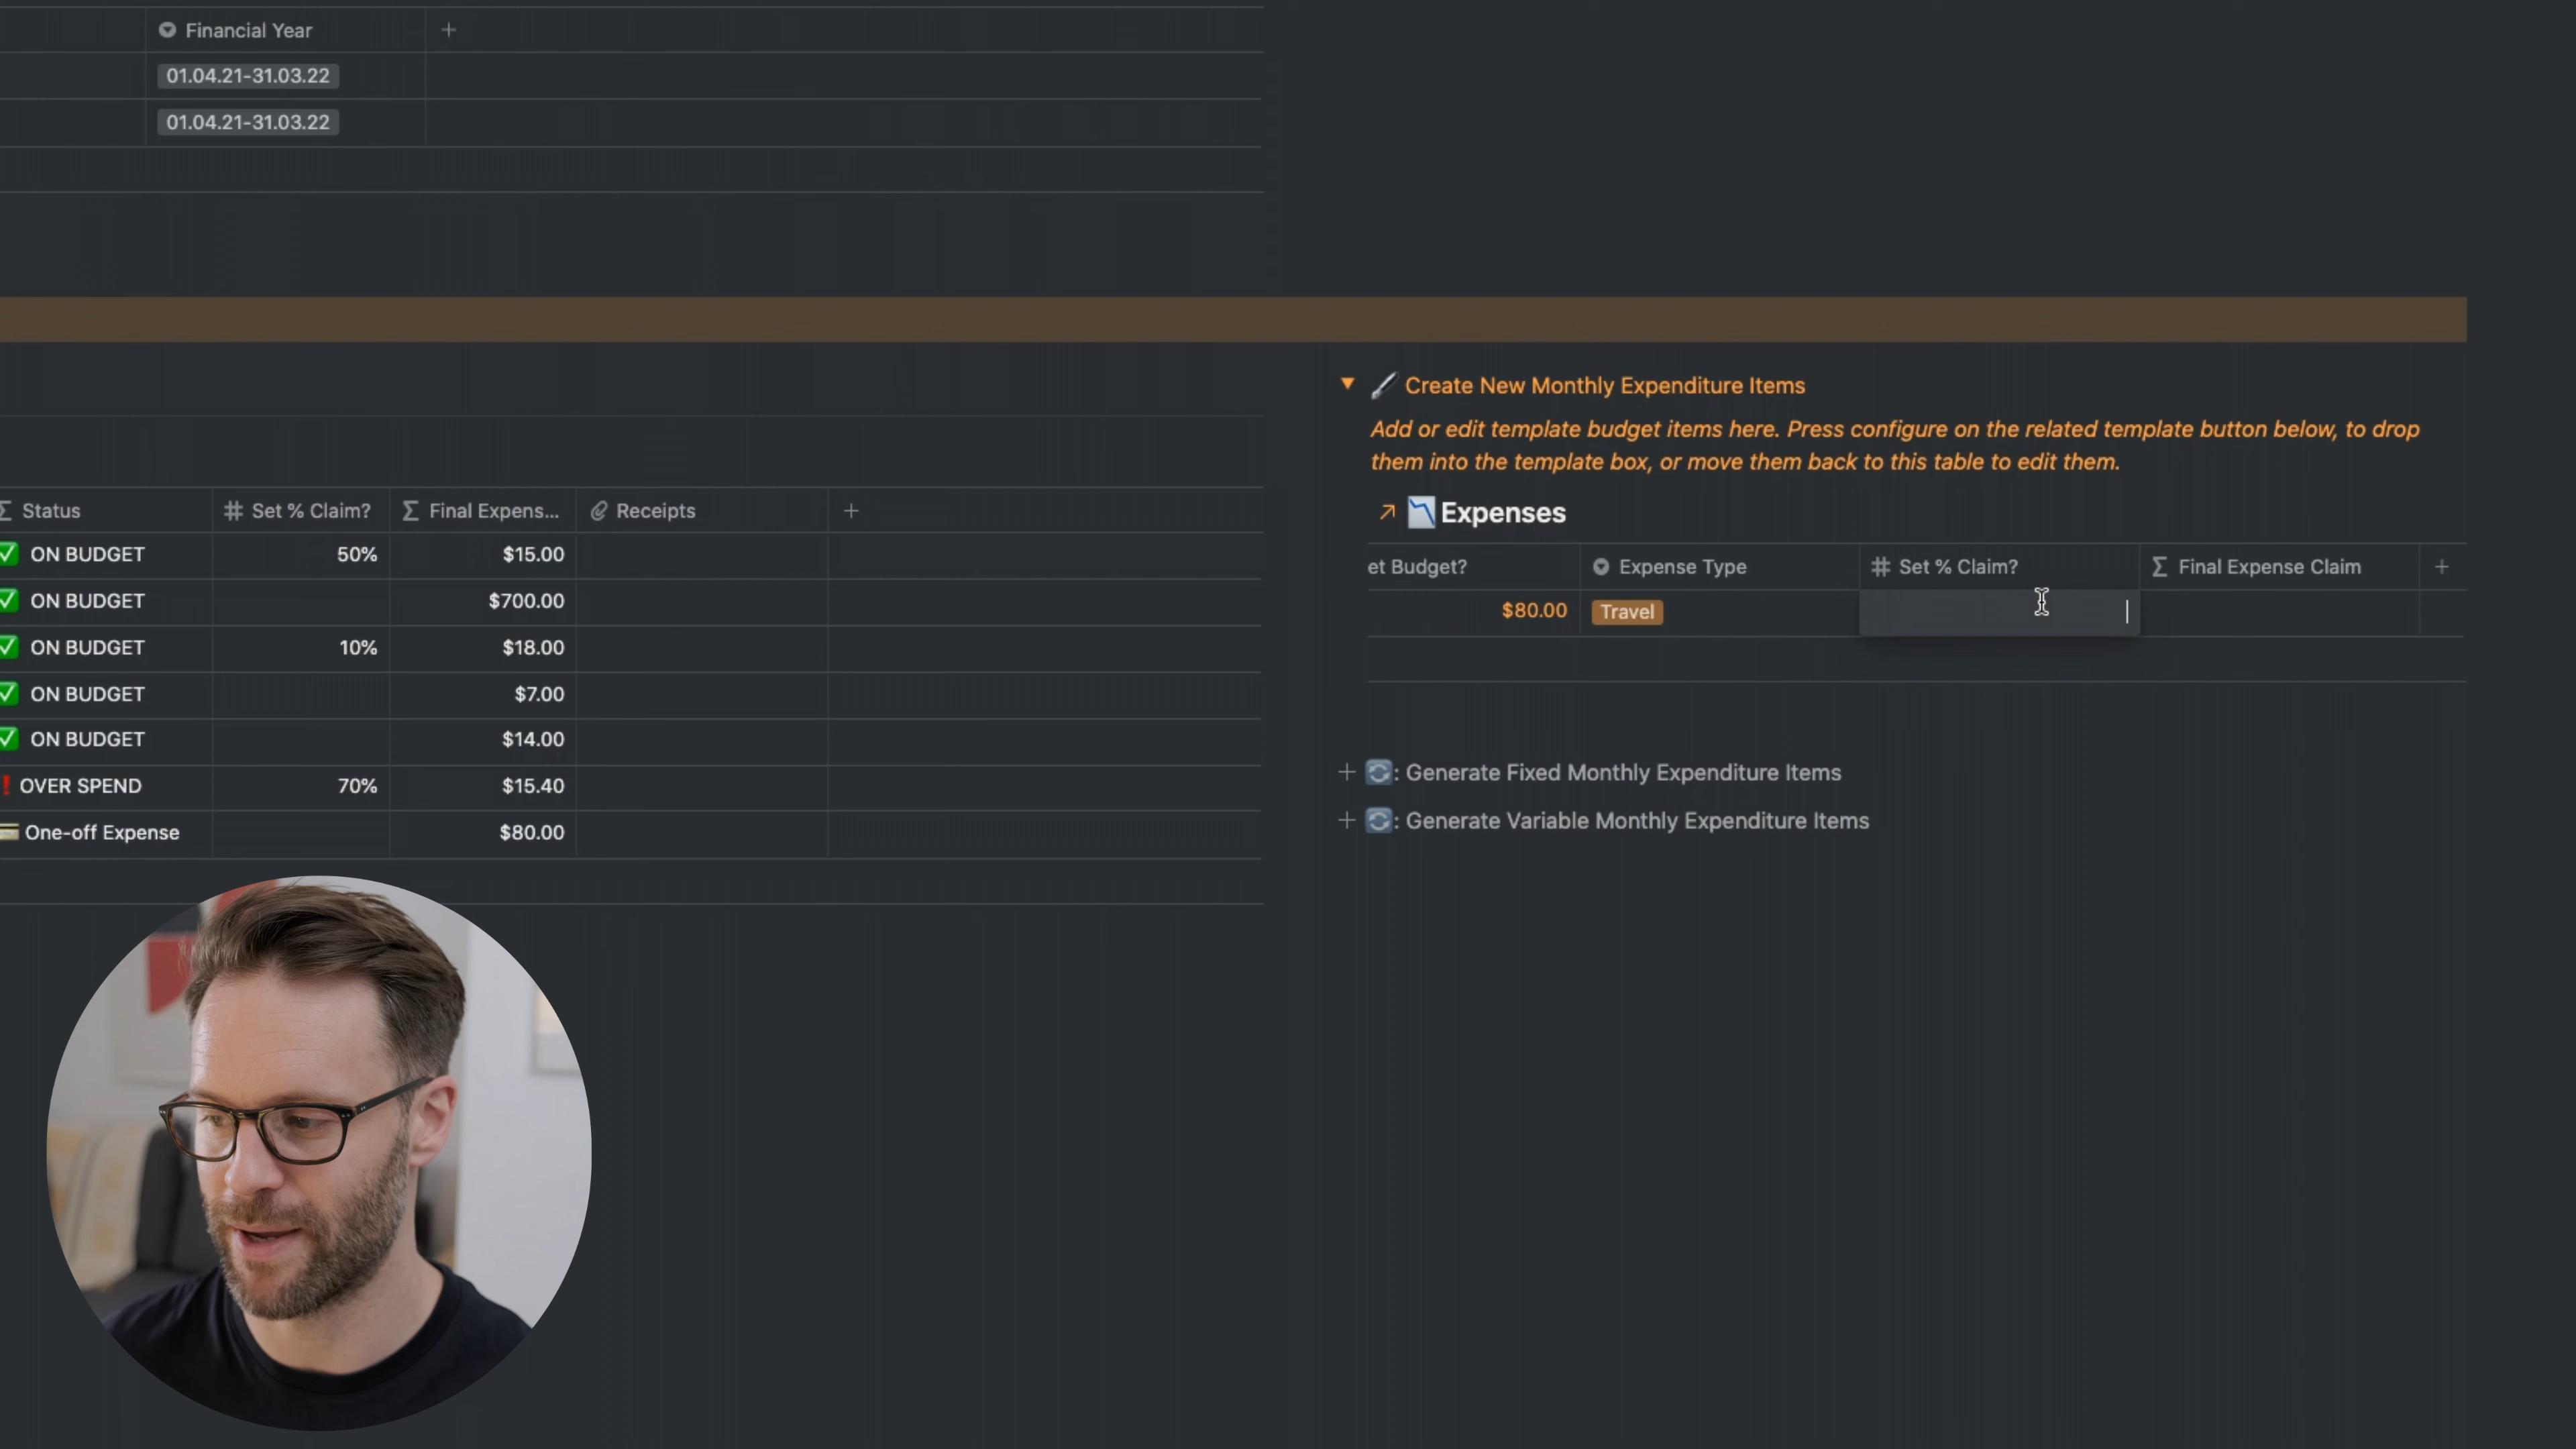 Financial Year
01.04.21-31.03.22
01.04.21-31.03.22
Create New Monthly Expenditure Items
Add or edit template budget items here. Press configure on the related template button below, to drop
them into the template box, or move them back to this table to edit them.
Status Set % Claim? Final Expens... Receipts
ON BUDGET 50% $15.00
ON BUDGET $700.00
ON BUDGET 10% $18.00
ON BUDGET $7.00
ON BUDGET $14.00
OVER SPEND 70% $15.40
One-off Expense $80.00
Expenses
et Budget? Expense Type Set % Claim? Final Expense Claim
$80.00 Travel
: Generate Fixed Monthly Expenditure Items
: Generate Variable Monthly Expenditure Items